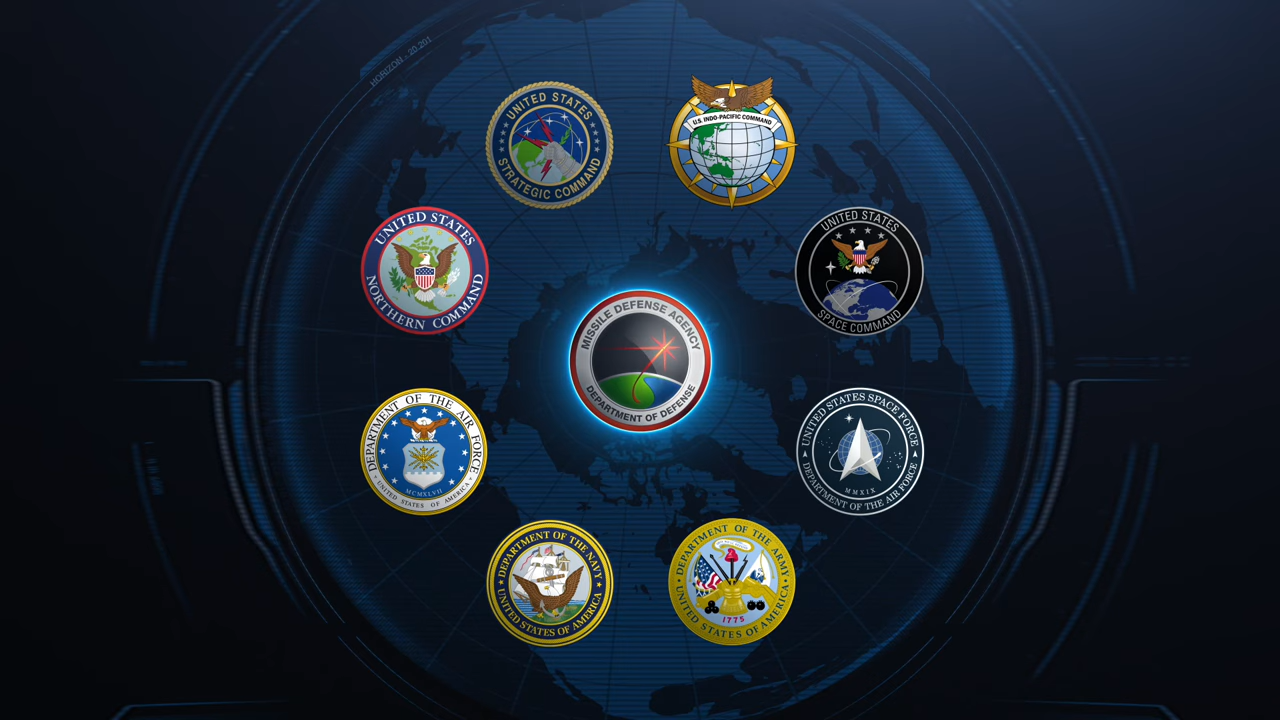 HORIZON - 20.201
UNITED STATES
STRATEGIC COMMAND
U.S. INDO-PACIFIC COMMAND
UNITED STATES
NORTHERN COMMAND
UNITED STATES
SPACE COMMAND
MISSILE DEFENSE AGENCY
DEPARTMENT OF DEFENSE
DEPARTMENT OF THE AIR FORCE
MCMXLVII
UNITED STATES OF AMERICA
UNITED STATES SPACE FORCE
MMXIX
DEPARTMENT OF THE AIR FORCE
DEPARTMENT OF THE NAVY
UNITED STATES OF AMERICA
DEPARTMENT OF THE ARMY
1775
UNITED STATES OF AMERICA